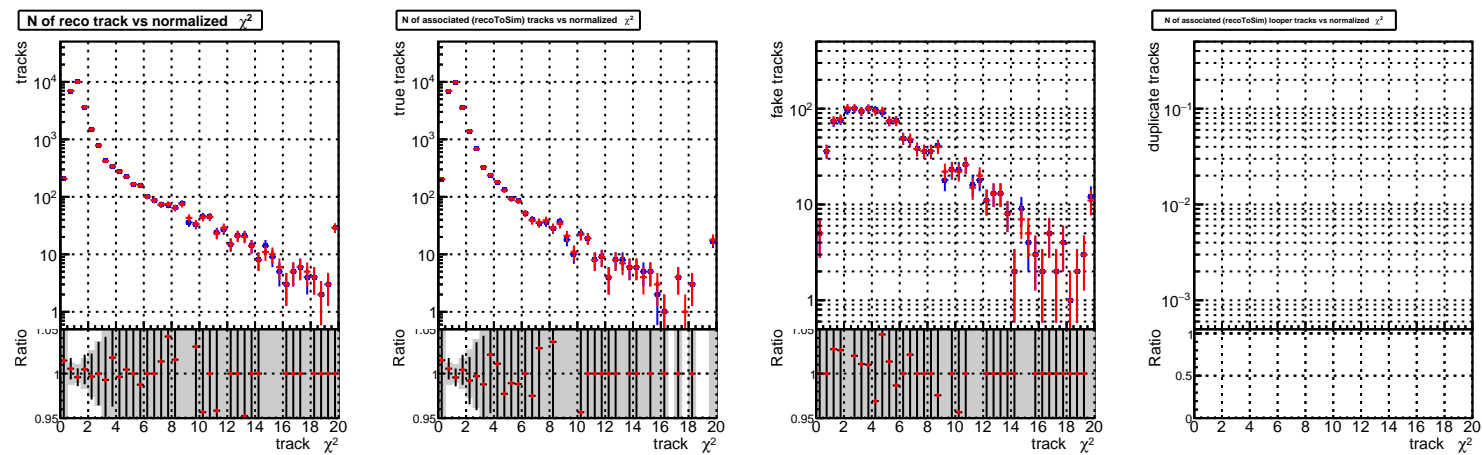 N of reco track vs normalized χ²
tracks
10⁴
10³
10²
10
1
Ratio
1.05
1
0.95
0 2 4 6 8 10 12 14 16 18 20
track χ²
N of associated (recoToSim) tracks vs normalized χ²
true tracks
10⁴
10³
10²
10
1
Ratio
1.05
1
0.95
0 2 4 6 8 10 12 14 16 18 20
track χ²
fake tracks
10²
10
1
Ratio
1.05
1
0.95
0 2 4 6 8 10 12 14 16 18 20
track χ²
N of associated (recoToSim) looper tracks vs normalized χ²
duplicate tracks
10⁻¹
10⁻²
10⁻³
Ratio
1
0.5
0
0 2 4 6 8 10 12 14 16 18 20
track χ²